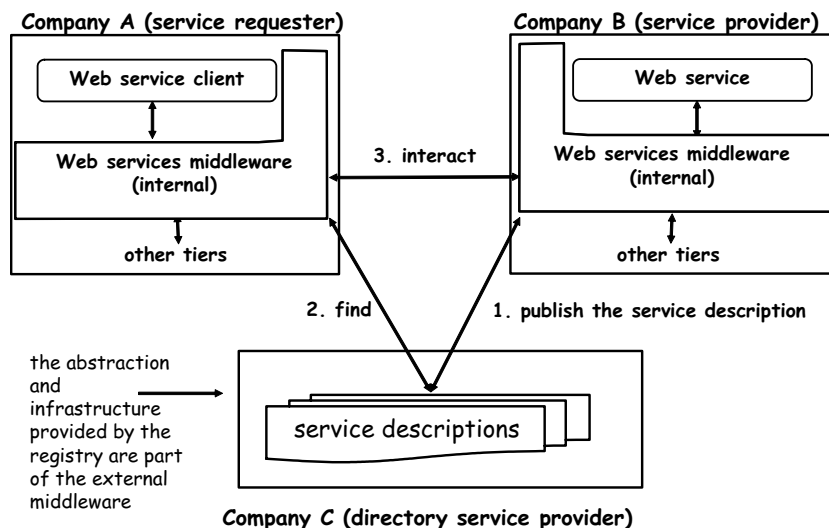 Company A (service requester)
Company B (service provider)
Web service client
Web service
Web services middleware
(internal)
3. interact
Web services middleware
(internal)
other tiers
other tiers
2. find
1. publish the service description
the abstraction
and
infrastructure
provided by the
registry are part
of the external
middleware
service descriptions
Company C (directory service provider)